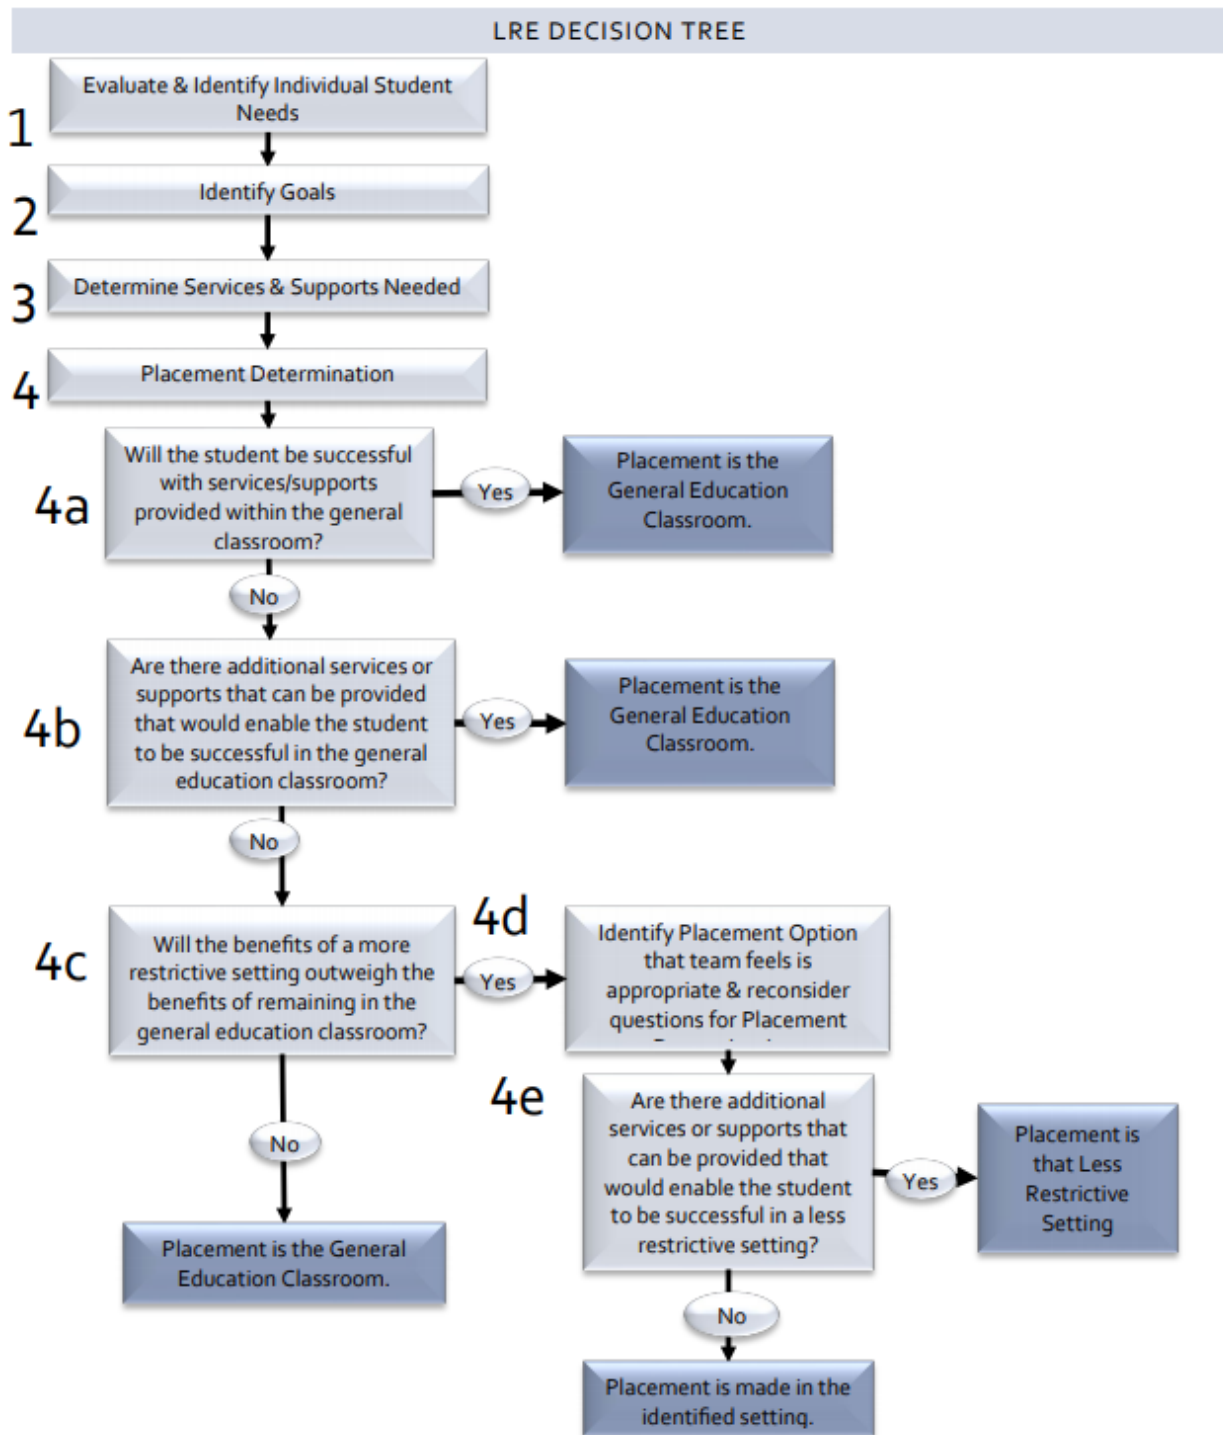 LRE DECISION TREE
1
Evaluate & Identify Individual Student
Needs
2
Identify Goals
3
Determine Services & Supports Needed
4
Placement Determination
4a
Will the student be successful
with services/supports
provided within the general
classroom?
Yes
Placement is the
General Education
Classroom.
No
4b
Are there additional services or
supports that can be provided
that would enable the student
to be successful in the general
education classroom?
Yes
Placement is the
General Education
Classroom.
No
4c
Will the benefits of a more
restrictive setting outweigh the
benefits of remaining in the
general education classroom?
Yes
4d
Identify Placement Option
that team feels is
appropriate & reconsider
questions for Placement
No
Placement is the General
Education Classroom.
4e
Are there additional
services or supports that
can be provided that
would enable the student
to be successful in a less
restrictive setting?
Yes
Placement is
that Less
Restrictive
Setting
No
Placement is made in the
identified setting.